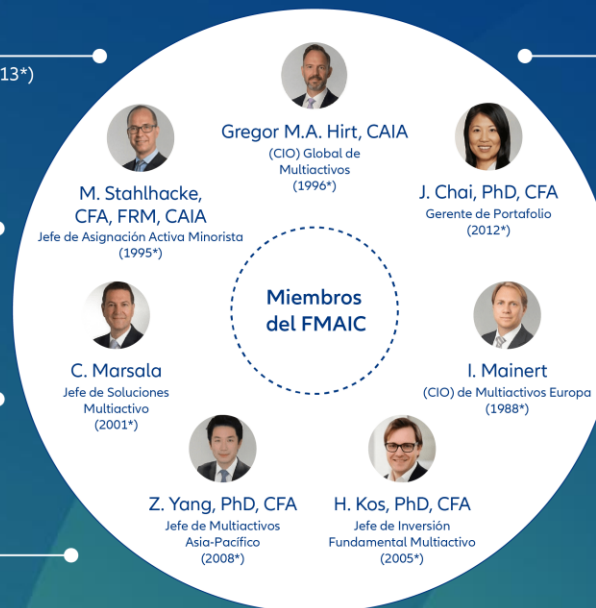 13*)
Gregor M.A. Hirt, CAIA
(CIO) Global de
Multiactivos
(1996*)
M. Stahlhacke,
CFA, FRM, CAIA
Jefe de Asignación Activa Minorista
(1995*)
J. Chai, PhD, CFA
Gerente de Portafolio
(2012*)
Miembros
del FMAIC
C. Marsala
Jefe de Soluciones
Multiactivo
(2001*)
I. Mainert
(CIO) de Multiactivos Europa
(1988*)
Z. Yang, PhD, CFA
Jefe de Multiactivos
Asia-Pacífico
(2008*)
H. Kos, PhD, CFA
Jefe de Inversión
Fundamental Multiactivo
(2005*)